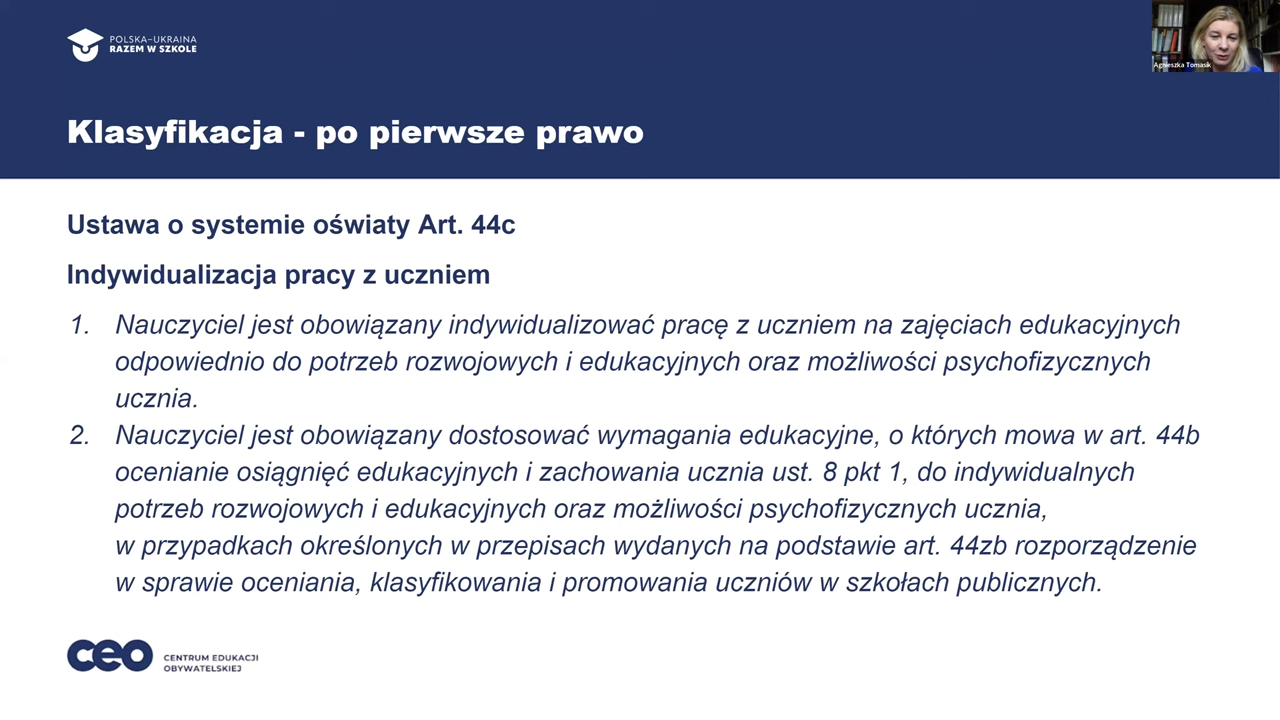 POLSKA–UKRAINA
RAZEM W SZKOLE
Agnieszka Tomasik
Klasyfikacja - po pierwsze prawo
Ustawa o systemie oświaty Art. 44c
Indywidualizacja pracy z uczniem
1. Nauczyciel jest obowiązany indywidualizować pracę z uczniem na zajęciach edukacyjnych
odpowiednio do potrzeb rozwojowych i edukacyjnych oraz możliwości psychofizycznych
ucznia.
2. Nauczyciel jest obowiązany dostosować wymagania edukacyjne, o których mowa w art. 44b
ocenianie osiągnięć edukacyjnych i zachowania ucznia ust. 8 pkt 1, do indywidualnych
potrzeb rozwojowych i edukacyjnych oraz możliwości psychofizycznych ucznia,
w przypadkach określonych w przepisach wydanych na podstawie art. 44zb rozporządzenie
w sprawie oceniania, klasyfikowania i promowania uczniów w szkołach publicznych.
ceo CENTRUM EDUKACJI
OBYWATELSKIEJ